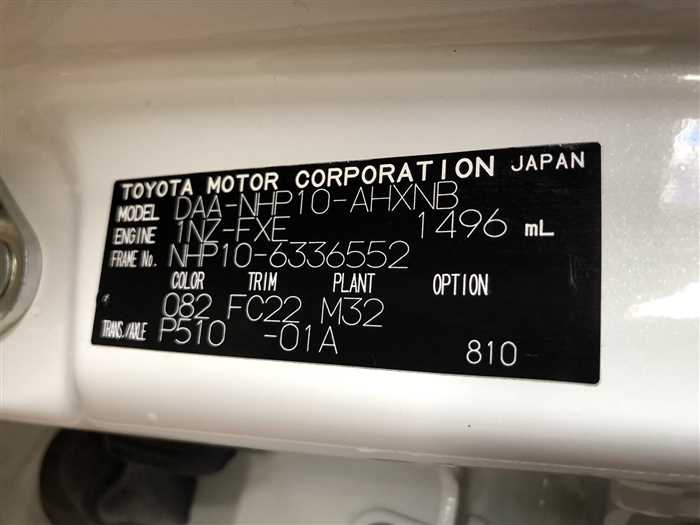 TOYOTA MOTOR CORPORATION JAPAN
MODEL DAA-NHP10-AHXNB
ENGINE 1NZ-FXE 1496 mL
FRAME No. NHP10-6336552
COLOR TRIM PLANT OPTION
082 FC22 M32
TRANS./AXLE P510 -01A 810